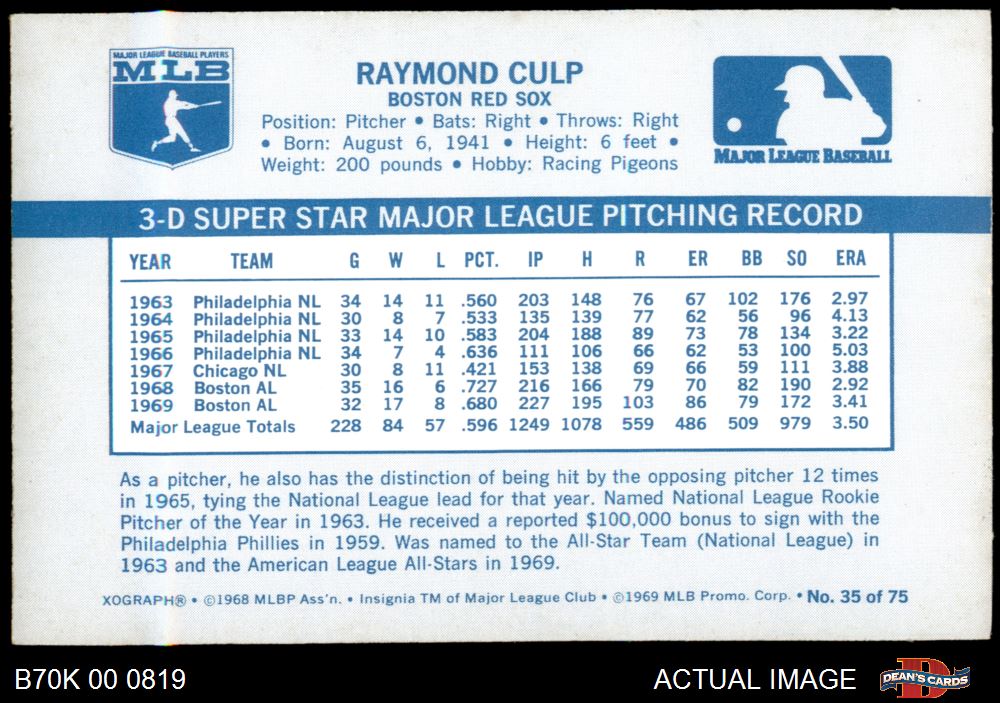 MAJOR LEAGUE BASEBALL PLAYERS
MLB
RAYMOND CULP
BOSTON RED SOX
Position: Pitcher • Bats: Right • Throws: Right
• Born: August 6, 1941 • Height: 6 feet •
Weight: 200 pounds • Hobby: Racing Pigeons
MAJOR LEAGUE BASEBALL
3-D SUPER STAR MAJOR LEAGUE PITCHING RECORD
YEAR TEAM G W L PCT. IP H R ER BB SO ERA
1963 Philadelphia NL 34 14 11 .560 203 148 76 67 102 176 2.97
1964 Philadelphia NL 30 8 7 .533 135 139 77 62 56 96 4.13
1965 Philadelphia NL 33 14 10 .583 204 188 89 73 78 134 3.22
1966 Philadelphia NL 34 7 4 .636 111 106 66 62 53 100 5.03
1967 Chicago NL 30 8 11 .421 153 138 69 66 59 111 3.88
1968 Boston AL 35 16 6 .727 216 166 79 70 82 190 2.92
1969 Boston AL 32 17 8 .680 227 195 103 86 79 172 3.41
Major League Totals 228 84 57 .596 1249 1078 559 486 509 979 3.50
As a pitcher, he also has the distinction of being hit by the opposing pitcher 12 times
in 1965, tying the National League lead for that year. Named National League Rookie
Pitcher of the Year in 1963. He received a reported $100,000 bonus to sign with the
Philadelphia Phillies in 1959. Was named to the All-Star Team (National League) in
1963 and the American League All-Stars in 1969.
XOGRAPH® • ©1968 MLBP Ass'n. • Insignia TM of Major League Club • ©1969 MLB Promo. Corp. • No. 35 of 75
B70K 00 0819
ACTUAL IMAGE
D
DEAN'S CARDS